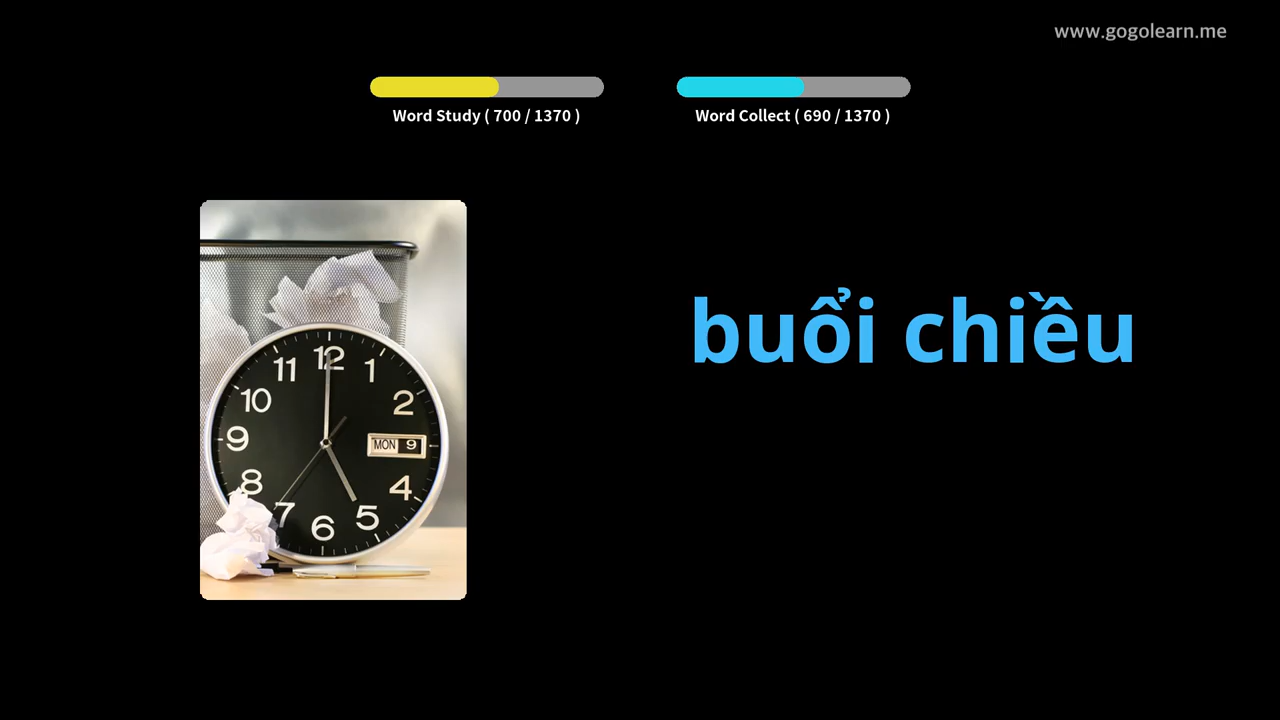 www.gogolearn.me
Word Study ( 700 / 1370 )
Word Collect ( 690 / 1370 )
buổi chiều
12
11
1
10
2
9
MON 9
8
4
7
5
6